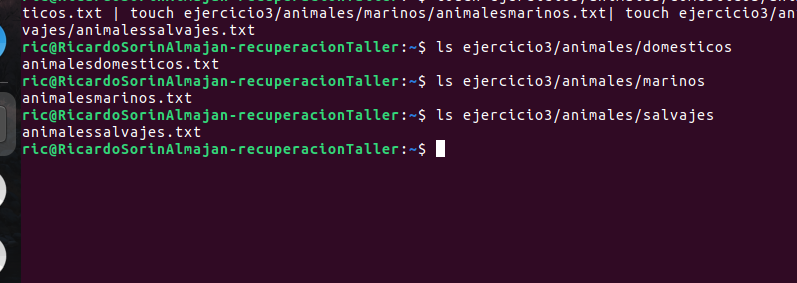 ticos.txt | touch ejercicio3/animales/marinos/animalesmarinos.txt| touch ejercicio3/an
vajes/animalessalvajes.txt
ric@RicardoSorinAlmajan-recuperacionTaller:~$ ls ejercicio3/animales/domesticos
animalesdomesticos.txt
ric@RicardoSorinAlmajan-recuperacionTaller:~$ ls ejercicio3/animales/marinos
animalesmarinos.txt
ric@RicardoSorinAlmajan-recuperacionTaller:~$ ls ejercicio3/animales/salvajes
animalessalvajes.txt
ric@RicardoSorinAlmajan-recuperacionTaller:~$